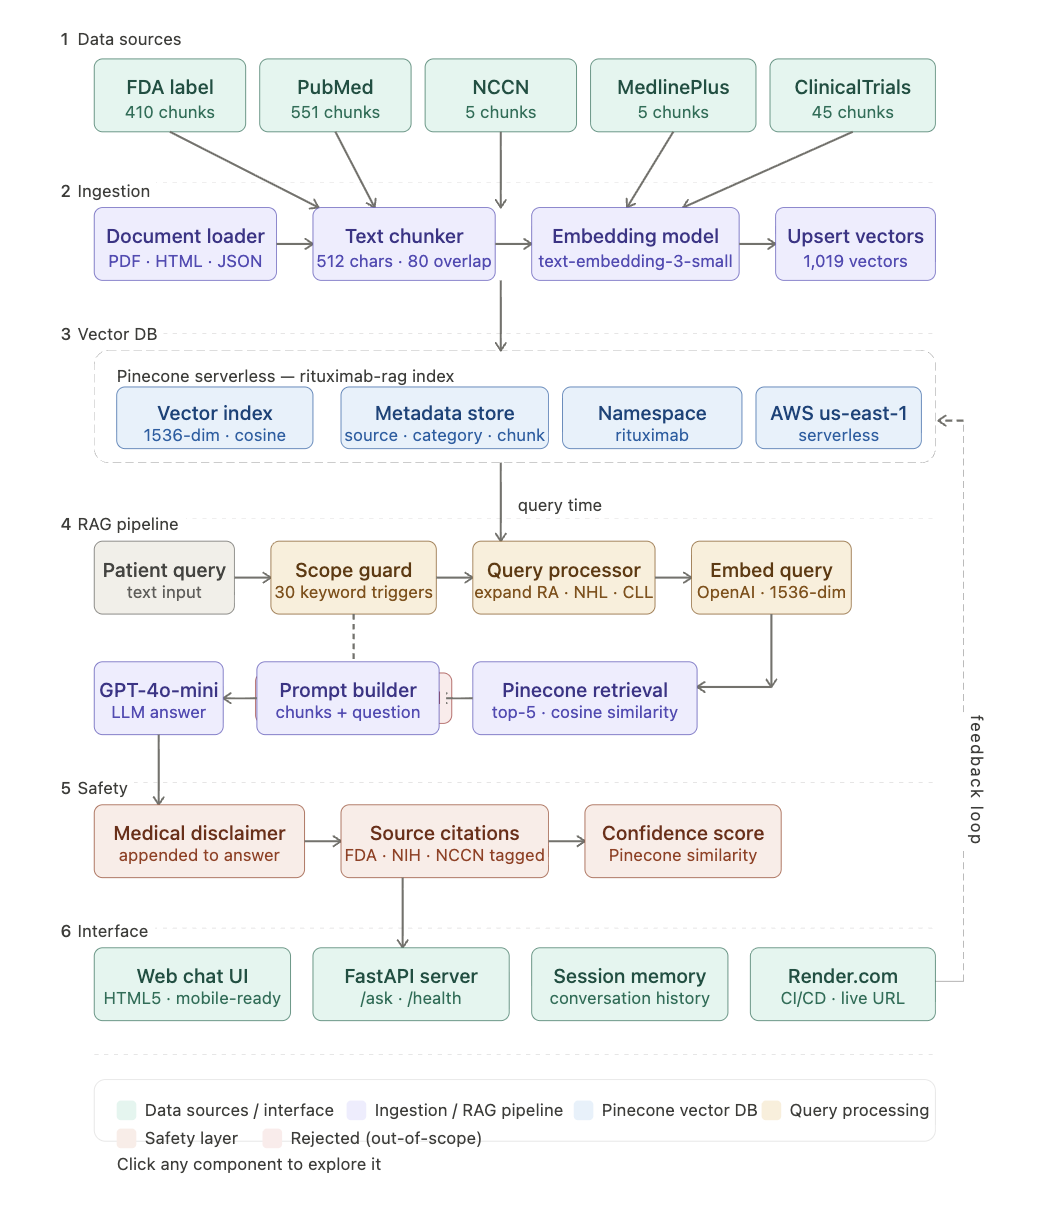 1 Data sources
FDA label
410 chunks
PubMed
551 chunks
NCCN
5 chunks
MedlinePlus
5 chunks
ClinicalTrials
45 chunks
2 Ingestion
Document loader
PDF · HTML · JSON
Text chunker
512 chars · 80 overlap
Embedding model
text-embedding-3-small
Upsert vectors
1,019 vectors
3 Vector DB
Pinecone serverless — rituximab-rag index
Vector index
1536-dim · cosine
Metadata store
source · category · chunk
Namespace
rituximab
AWS us-east-1
serverless
query time
4 RAG pipeline
Patient query
text input
Scope guard
30 keyword triggers
Query processor
expand RA · NHL · CLL
Embed query
OpenAI · 1536-dim
GPT-4o-mini
LLM answer
Prompt builder
chunks + question
Pinecone retrieval
top-5 · cosine similarity
feedback loop
5 Safety
Medical disclaimer
appended to answer
Source citations
FDA · NIH · NCCN tagged
Confidence score
Pinecone similarity
6 Interface
Web chat UI
HTML5 · mobile-ready
FastAPI server
/ask · /health
Session memory
conversation history
Render.com
CI/CD · live URL
Data sources / interface
Ingestion / RAG pipeline
Pinecone vector DB
Query processing
Safety layer
Rejected (out-of-scope)
Click any component to explore it